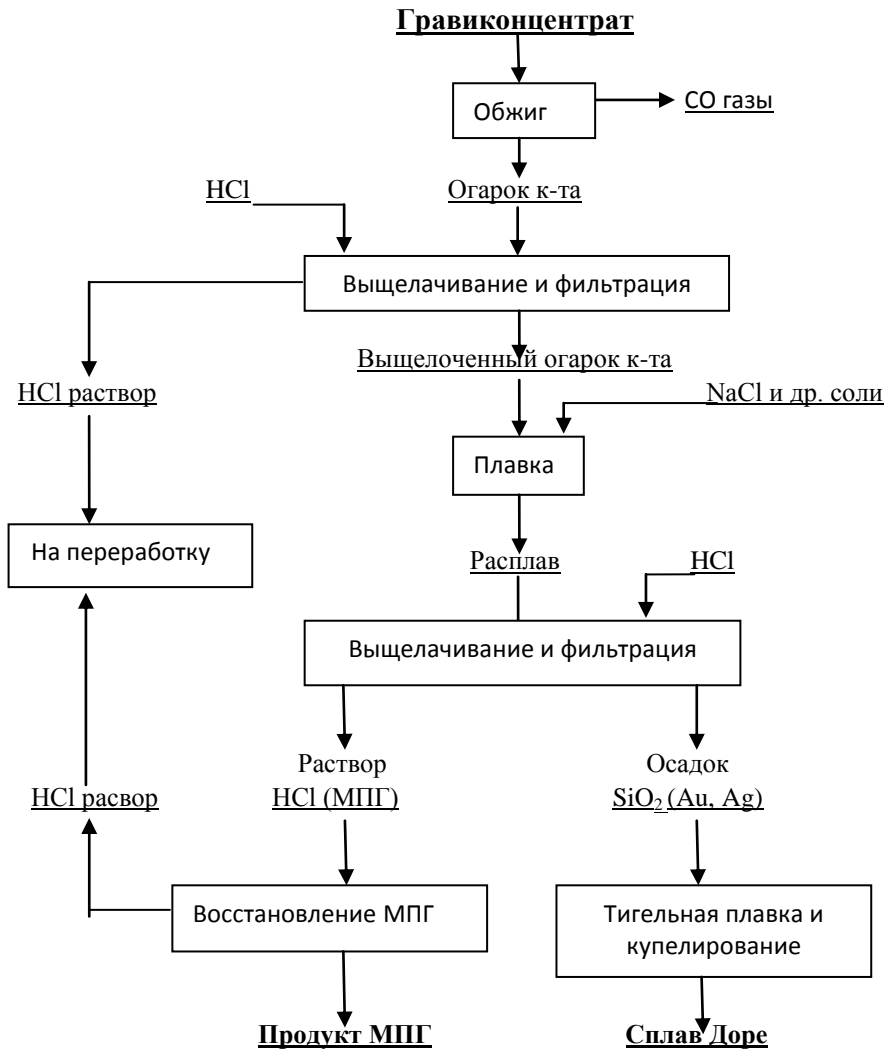 Гравиконцентрат
Обжиг
CO газы
HCl
Огарок к-та
Выщелачивание и фильтрация
Выщелоченный огарок к-та
HCl раствор
NaCl и др. соли
Плавка
На переработку
Расплав
HCl
Выщелачивание и фильтрация
Раствор
HCl (МПГ)
Осадок
SiO2 (Au, Ag)
HCl расвор
Восстановление МПГ
Тигельная плавка и
купелирование
Продукт МПГ
Сплав Доре